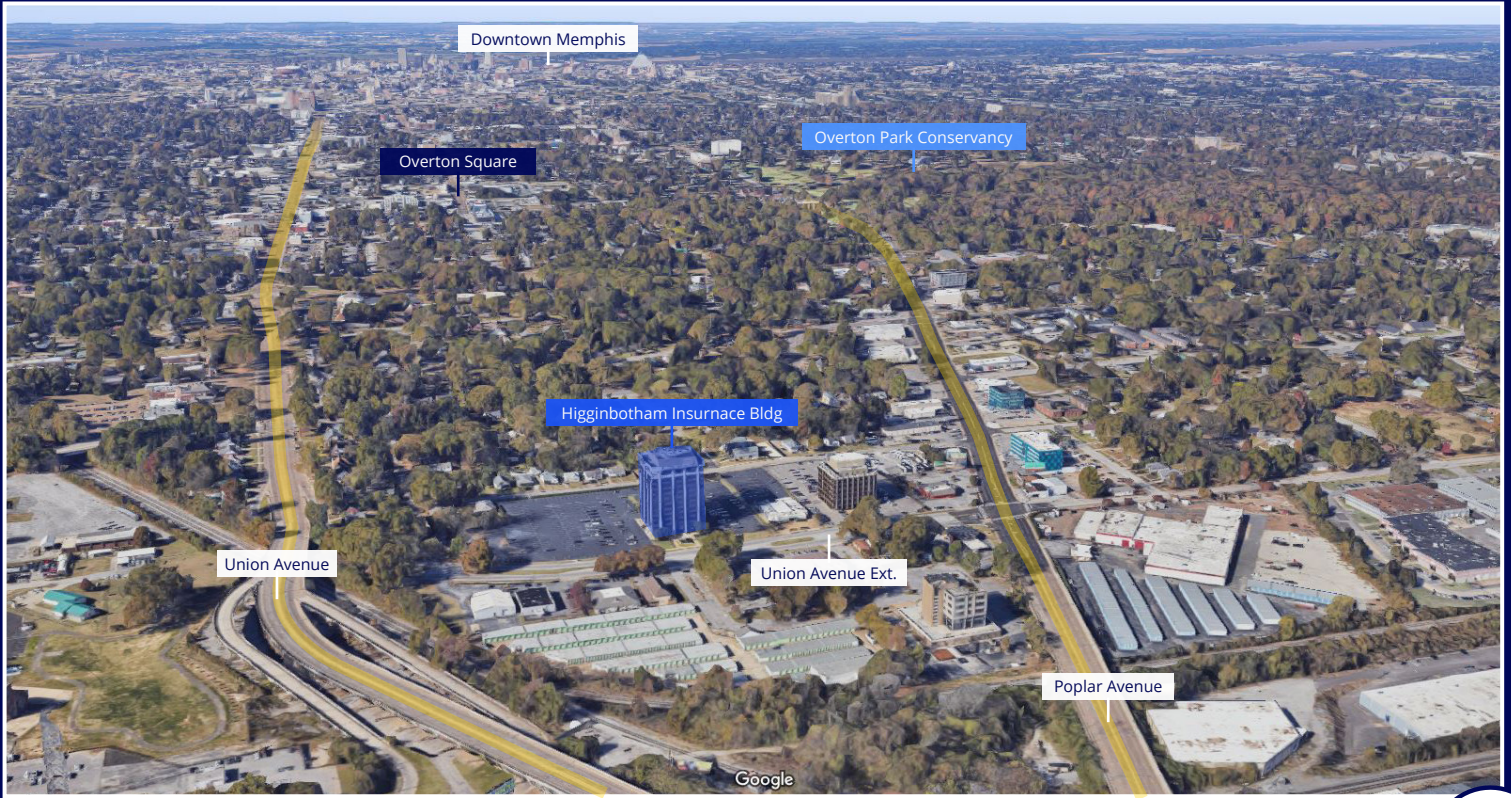 Downtown Memphis
Overton Park Conservancy
Overton Square
Higginbotham Insurnace Bldg
Union Avenue
Union Avenue Ext.
Poplar Avenue
Google